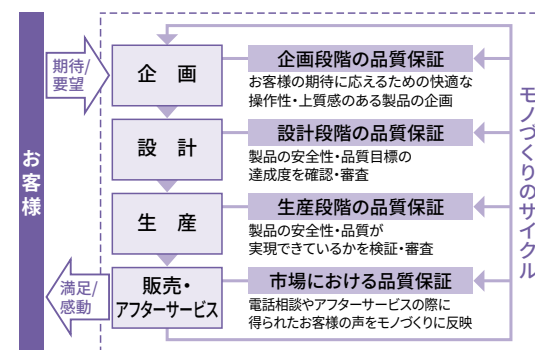 お客様
期待/
要望
満足/
感動
企　画
企画段階の品質保証
お客様の期待に応えるための快適な
操作性・上質感のある製品の企画
設　計
設計段階の品質保証
製品の安全性・品質目標の
達成度を確認・審査
生　産
生産段階の品質保証
製品の安全性・品質が
実現できているかを検証・審査
販売・
アフターサービス
市場における品質保証
電話相談やアフターサービスの際に
得られたお客様の声をモノづくりに反映
モノづくりのサイクル